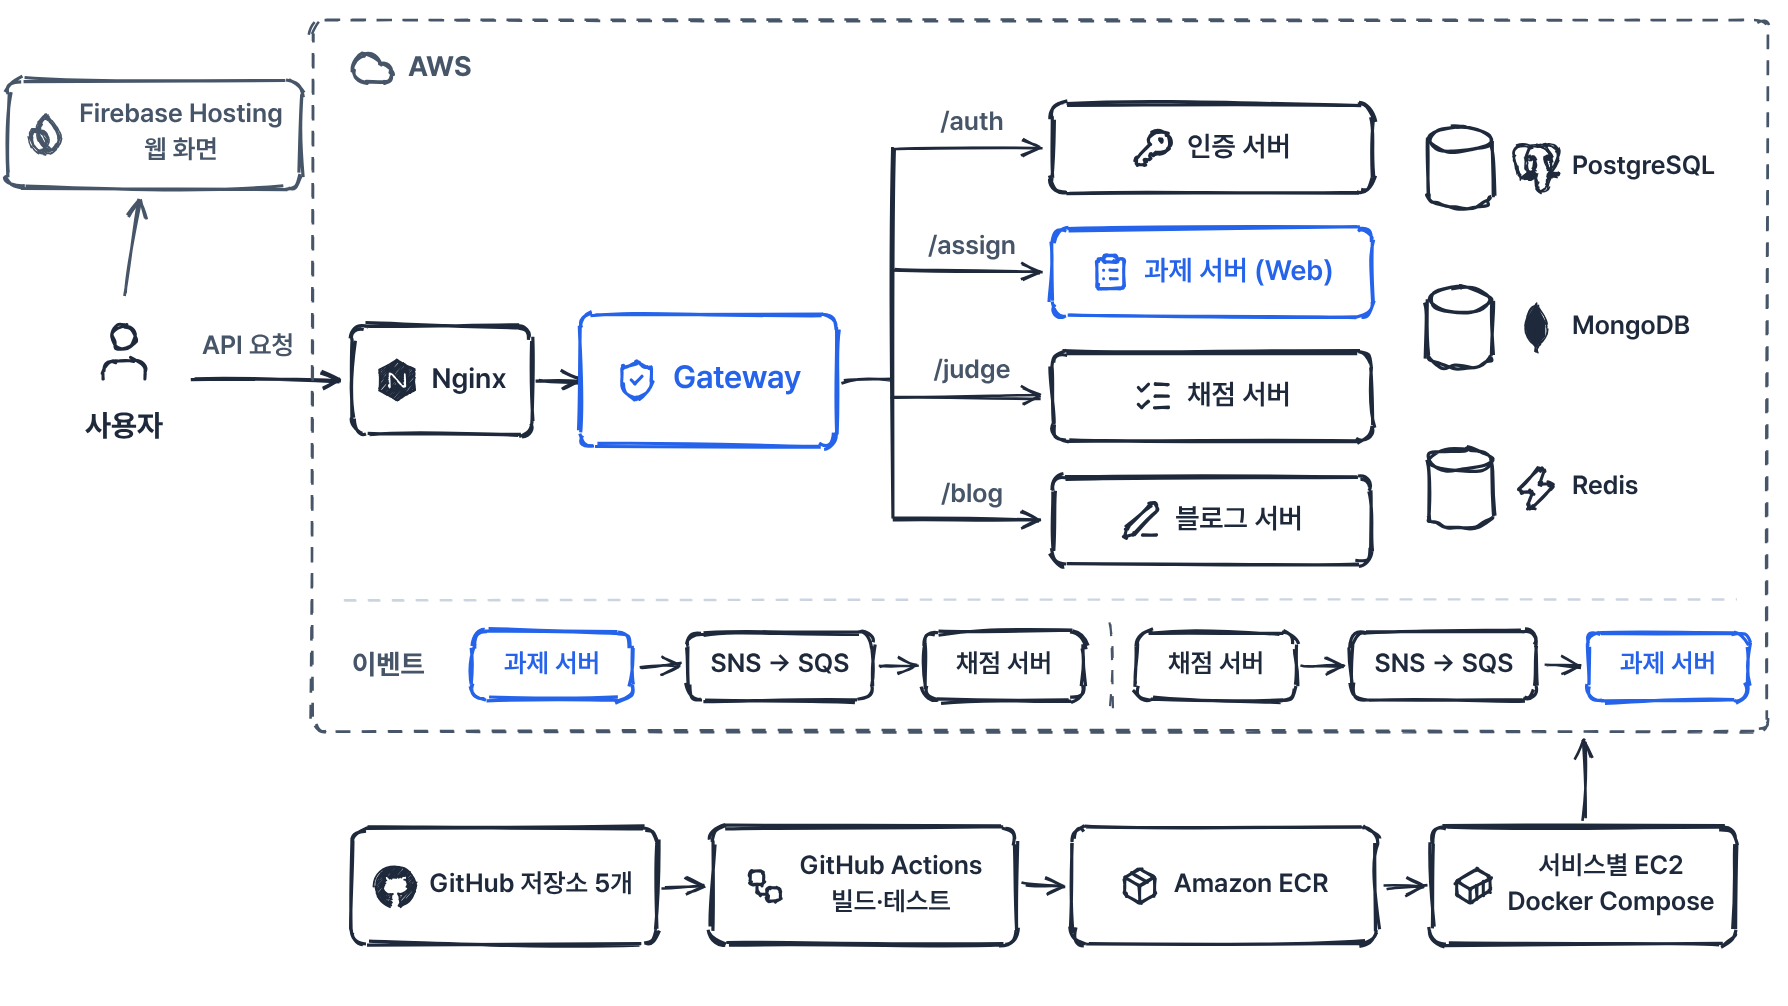 AWS
Firebase Hosting
웹 화면
사용자
API 요청
Nginx
Gateway
/auth
인증 서버
/assign
과제 서버 (Web)
/judge
채점 서버
/blog
블로그 서버
PostgreSQL
MongoDB
Redis
이벤트
과제 서버
SNS → SQS
채점 서버
채점 서버
SNS → SQS
과제 서버
GitHub 저장소 5개
GitHub Actions
빌드·테스트
Amazon ECR
서비스별 EC2
Docker Compose